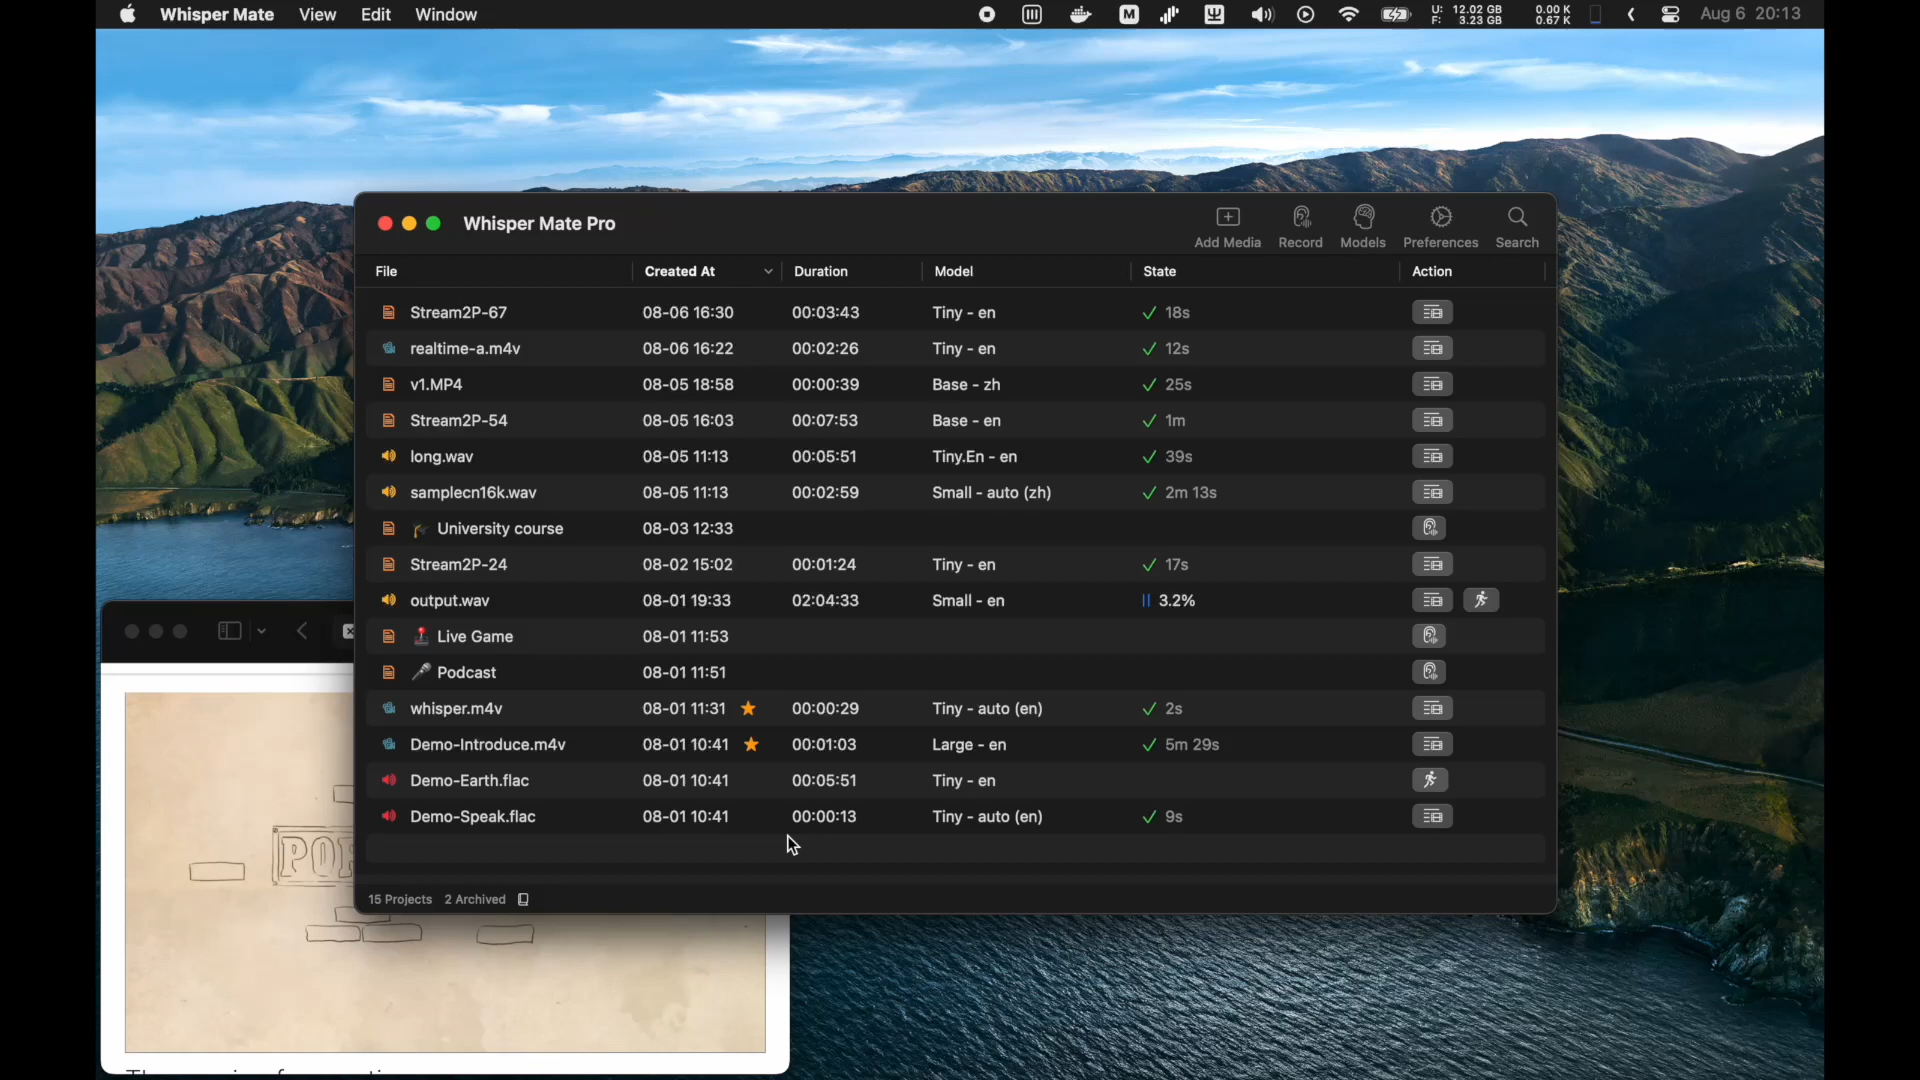 Whisper Mate View Edit Window M U: 12.02 GB 0.00 K Aug 6 20:13
F: 3.23 GB 0.67 K
Whisper Mate Pro
Add Media Record Models Preferences Search
File Created At Duration Model State Action
Stream2P-67 08-06 16:30 00:03:43 Tiny - en 18s
realtime-a.m4v 08-06 16:22 00:02:26 Tiny - en 12s
v1.MP4 08-05 18:58 00:00:39 Base - zh 25s
Stream2P-54 08-05 16:03 00:07:53 Base - en 1m
long.wav 08-05 11:13 00:05:51 Tiny.En - en 39s
samplecn16k.wav 08-05 11:13 00:02:59 Small - auto (zh) 2m 13s
University course 08-03 12:33
Stream2P-24 08-02 15:02 00:01:24 Tiny - en 17s
output.wav 08-01 19:33 02:04:33 Small - en 3.2%
Live Game 08-01 11:53
Podcast 08-01 11:51
whisper.m4v 08-01 11:31 00:00:29 Tiny - auto (en) 2s
Demo-Introduce.m4v 08-01 10:41 00:01:03 Large - en 5m 29s
Demo-Earth.flac 08-01 10:41 00:05:51 Tiny - en
Demo-Speak.flac 08-01 10:41 00:00:13 Tiny - auto (en) 9s
15 Projects 2 Archived